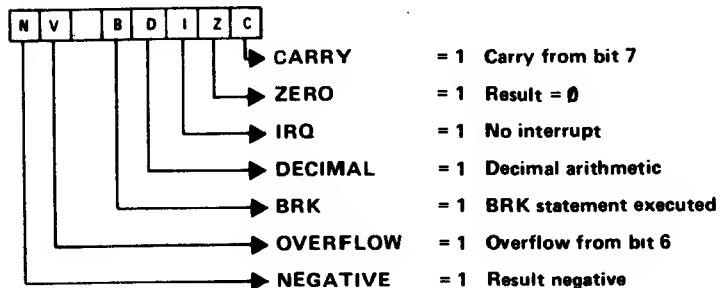 N V B D I Z C
CARRY = 1 Carry from bit 7
ZERO = 1 Result = 0
IRQ = 1 No interrupt
DECIMAL = 1 Decimal arithmetic
BRK = 1 BRK statement executed
OVERFLOW = 1 Overflow from bit 6
NEGATIVE = 1 Result negative